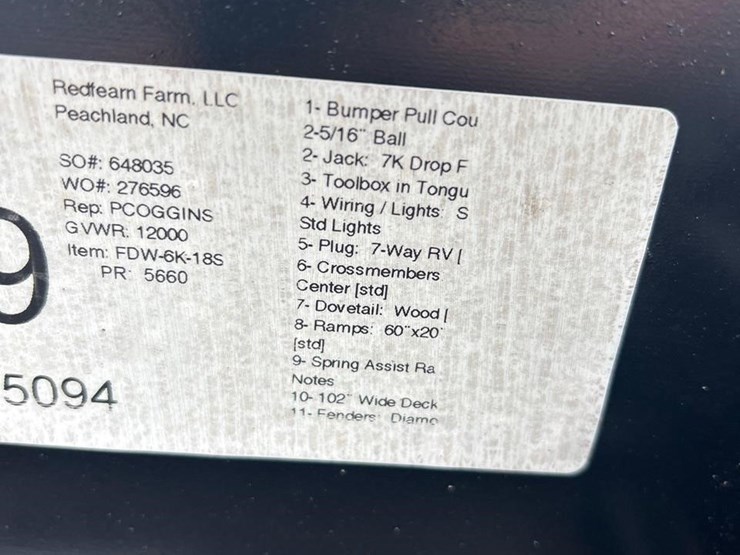 Redfearn Farm, LLC
Peachland, NC
SO#: 648035
WO#: 276596
Rep: PCOGGINS
GVWR: 12000
Item: FDW-6K-18S
PR: 5660
9
5094
1- Bumper Pull Cou
2-5/16" Ball
2- Jack: 7K Drop F
3- Toolbox in Tongu
4- Wiring / Lights S
Std Lights
5- Plug: 7-Way RV [
6- Crossmembers
Center [std]
7- Dovetail: Wood [
8- Ramps: 60"x20"
[std]
9- Spring Assist Ra
Notes
10- 102" Wide Deck
11- Fenders: Diamo